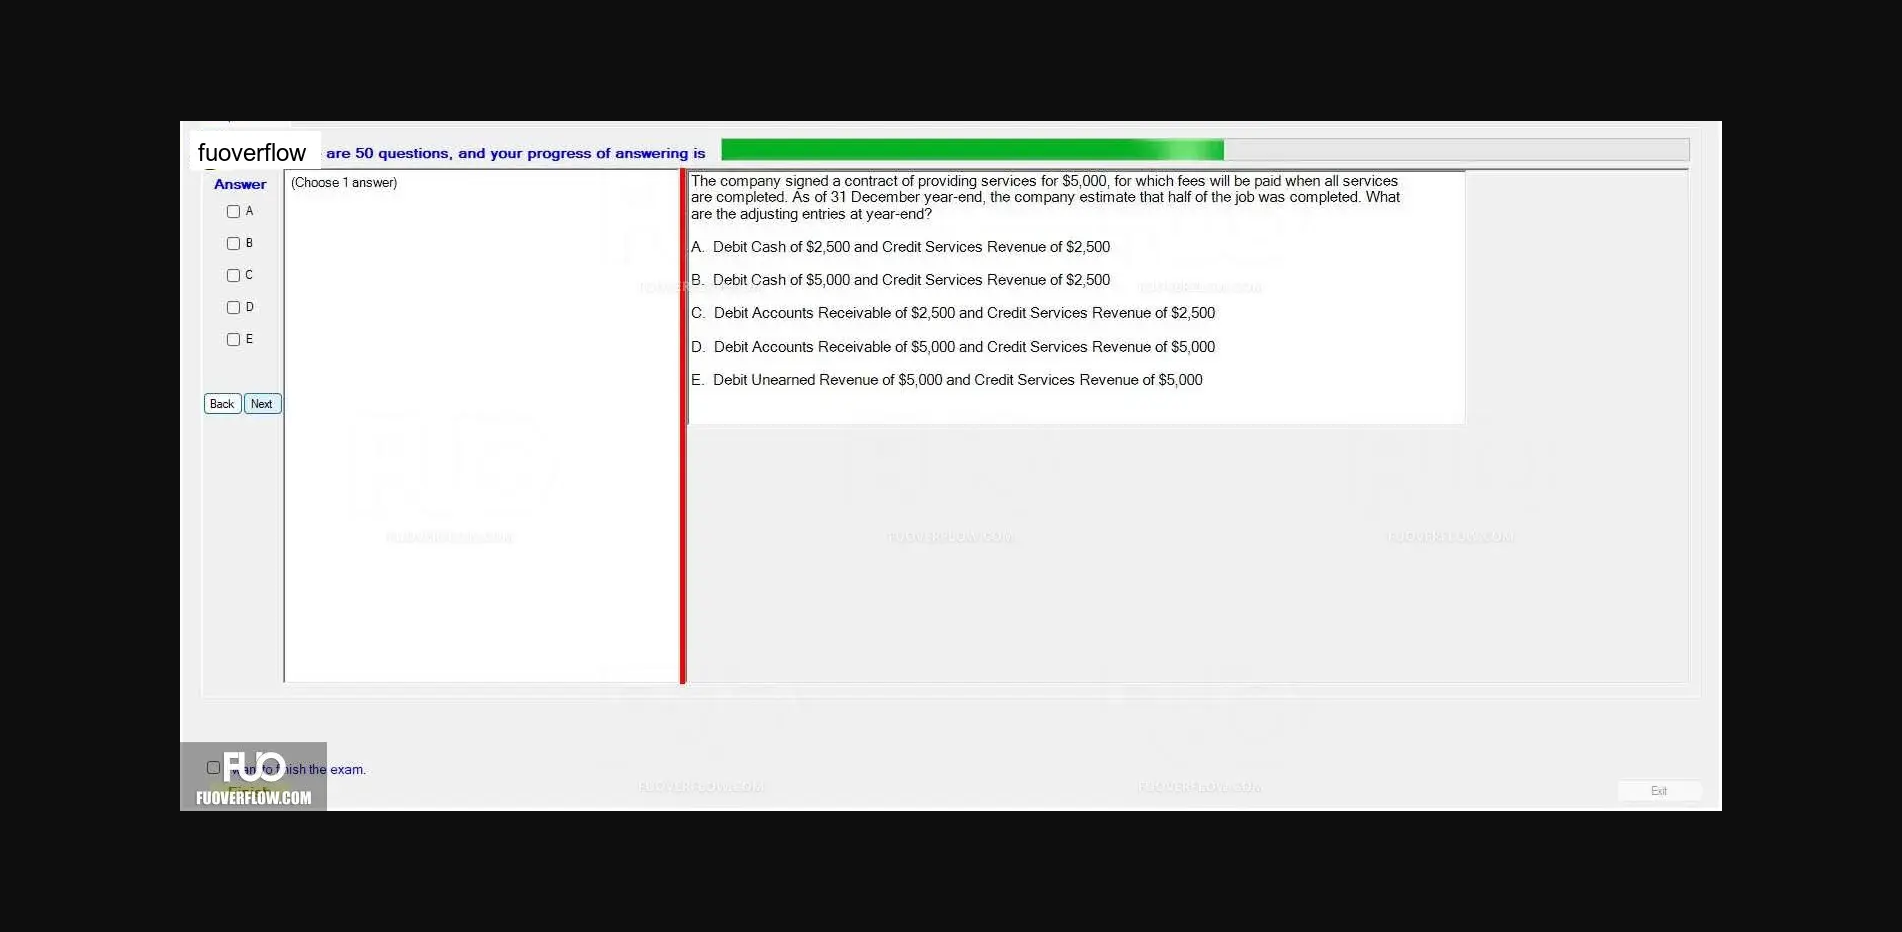 fuoverflow are 50 questions, and your progress of answering is
Answer
(Choose 1 answer)
A
B
C
D
E
Back Next
The company signed a contract of providing services for $5,000, for which fees will be paid when all services
are completed. As of 31 December year-end, the company estimate that half of the job was completed. What
are the adjusting entries at year-end?
A. Debit Cash of $2,500 and Credit Services Revenue of $2,500
B. Debit Cash of $5,000 and Credit Services Revenue of $2,500
C. Debit Accounts Receivable of $2,500 and Credit Services Revenue of $2,500
D. Debit Accounts Receivable of $5,000 and Credit Services Revenue of $5,000
E. Debit Unearned Revenue of $5,000 and Credit Services Revenue of $5,000
FUOVERFLOW.COM
FUOVERFLOW.COM
FUOVERFLOW.COM
FUOVERFLOW.COM
FUOVERFLOW.COM
FUO
want to finish the exam.
Finish
FUOVERFLOW.COM
FUOVERFLOW.COM
FUOVERFLOW.COM
Exit